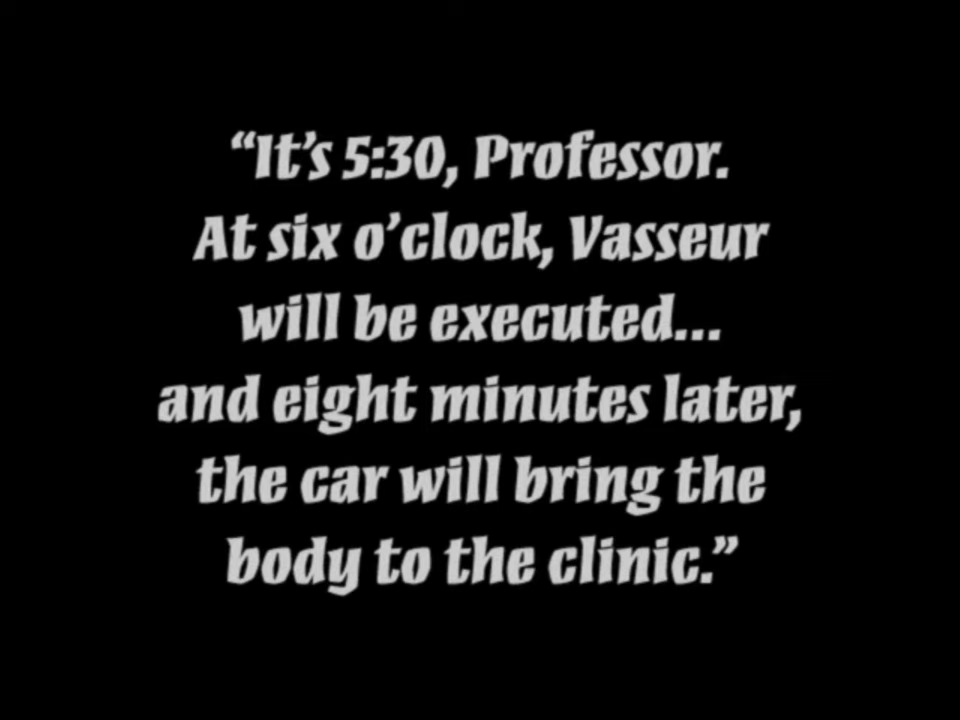 “It’s 5:30, Professor.
At six o’clock, Vasseur
will be executed...
and eight minutes later,
the car will bring the
body to the clinic.”